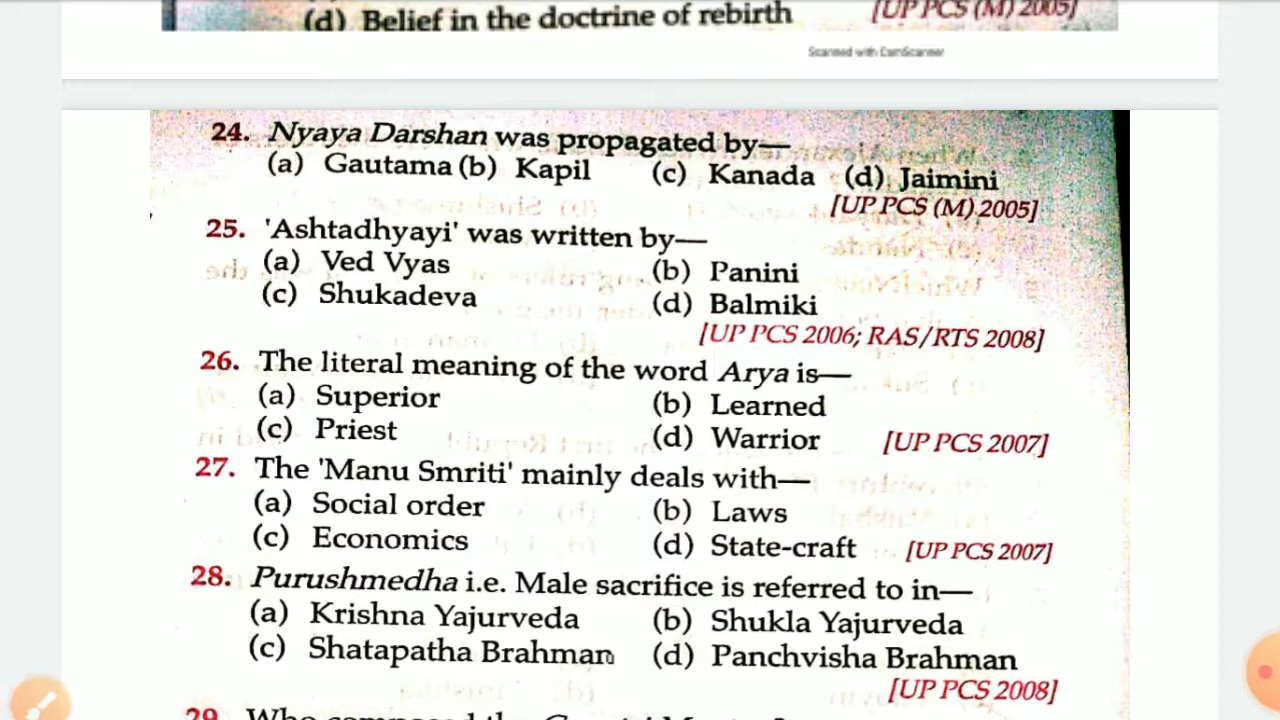 (d) Belief in the doctrine of rebirth [UP PCS (M) 2005]
Scanned with CamScanner
24. Nyaya Darshan was propagated by—
(a) Gautama (b) Kapil (c) Kanada (d) Jaimini
[UP PCS (M) 2005]
25. 'Ashtadhyayi' was written by—
(a) Ved Vyas (b) Panini
(c) Shukadeva (d) Balmiki
[UP PCS 2006; RAS/RTS 2008]
26. The literal meaning of the word Arya is—
(a) Superior (b) Learned
(c) Priest (d) Warrior [UP PCS 2007]
27. The 'Manu Smriti' mainly deals with—
(a) Social order (b) Laws
(c) Economics (d) State-craft [UP PCS 2007]
28. Purushmedha i.e. Male sacrifice is referred to in—
(a) Krishna Yajurveda (b) Shukla Yajurveda
(c) Shatapatha Brahman (d) Panchvisha Brahman
[UP PCS 2008]
29. Who composed the